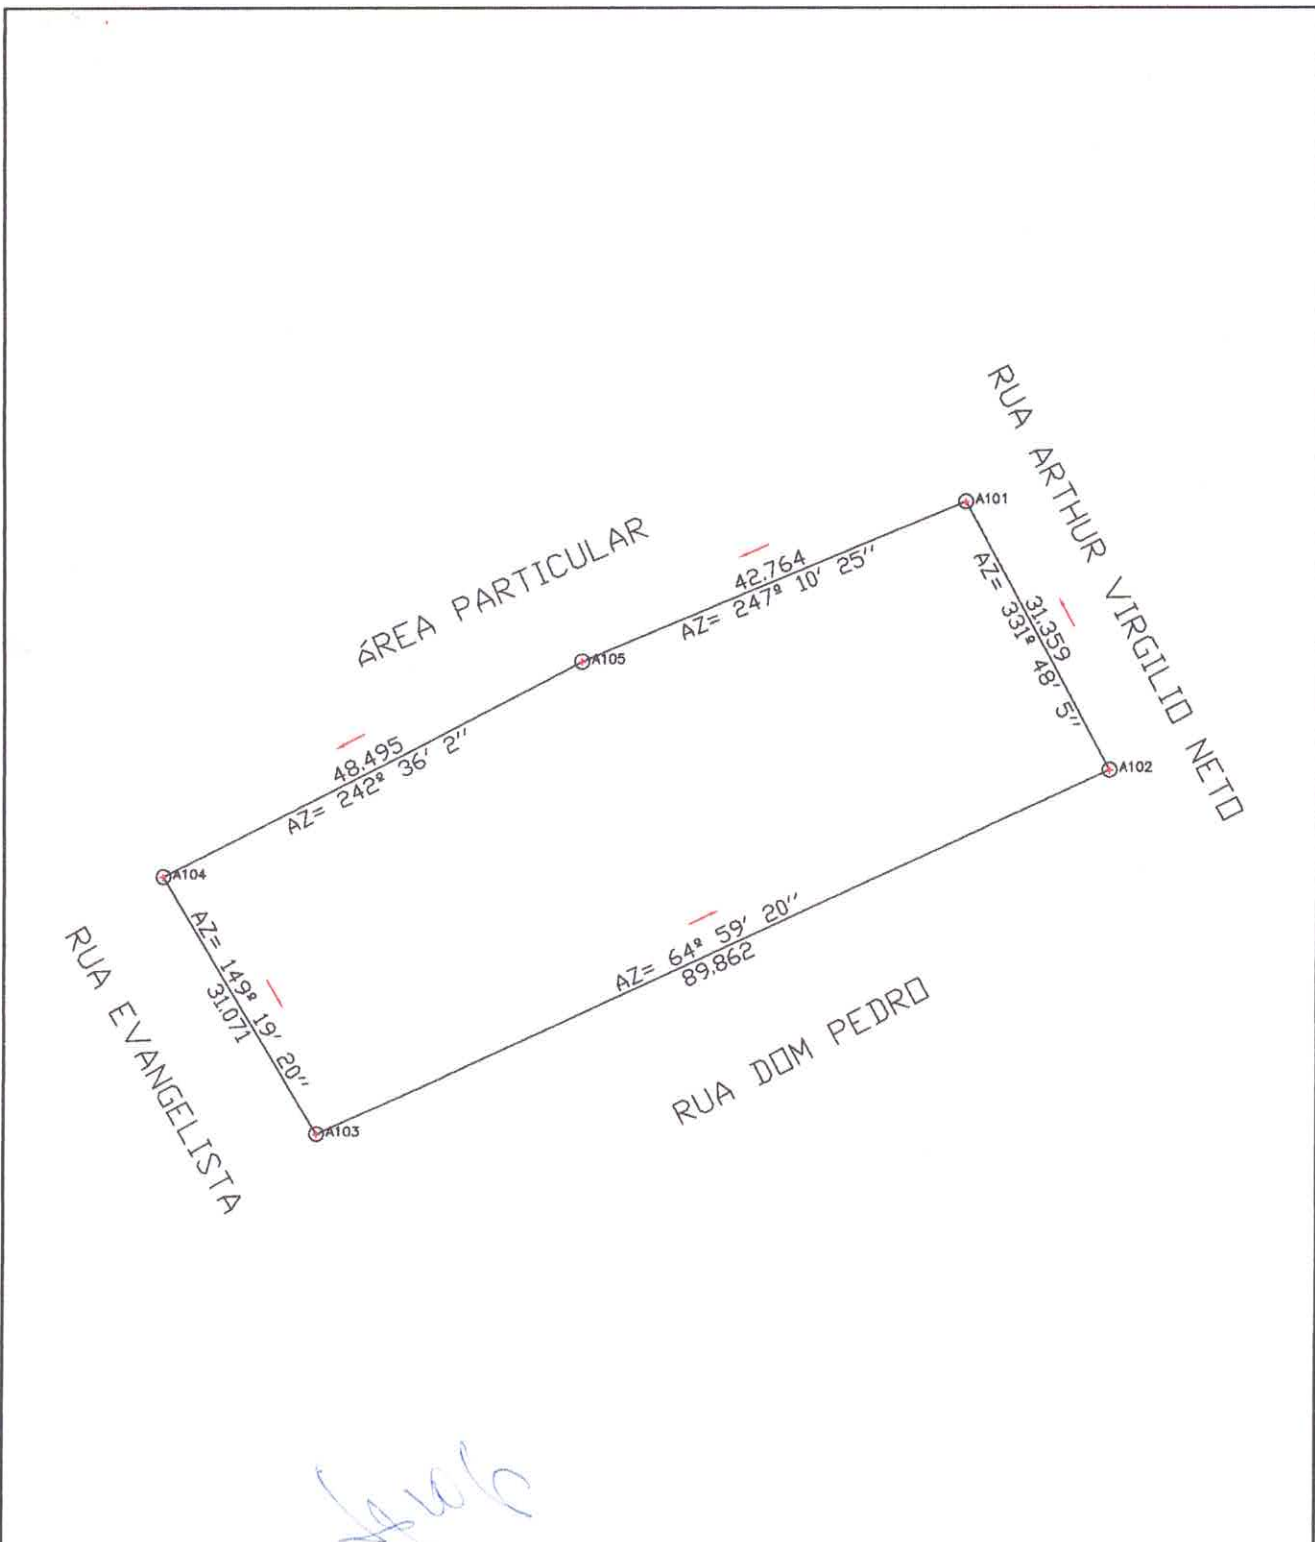 RUA ARTHUR VIRGILIO NETO
A101
ÁREA PARTICULAR
42.764
AZ= 247º 10' 25''
31.359
AZ= 331º 48' 5''
A105
48.495
AZ= 242º 36' 2''
A102
A104
AZ= 64º 59' 20''
89.862
AZ= 149º 19' 20''
31.071
RUA EVANGELISTA
RUA DOM PEDRO
A103